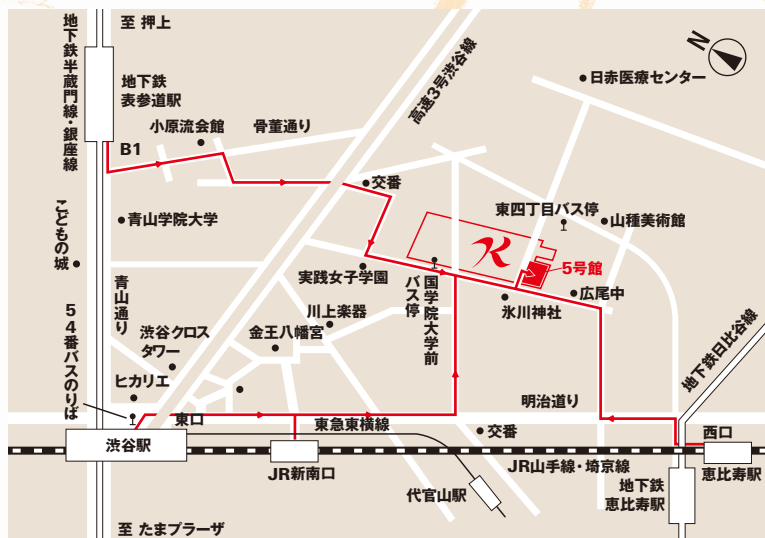 至 押上
地下鉄半蔵門線・銀座線
地下鉄
表参道駅
B1
小原流会館
骨董通り
高速3号渋谷線
N
日赤医療センター
交番
青山学院大学
こどもの城
東四丁目バス停
山種美術館
5号館
実践女子学園
国学院大学前
バス停
氷川神社
広尾中
青山通り
川上楽器
金王八幡宮
渋谷クロス
タワー
ヒカリエ
54番バスのりば
地下鉄日比谷線
明治道り
東口
東急東横線
交番
西口
渋谷駅
JR新南口
JR山手線・埼京線
恵比寿駅
代官山駅
地下鉄
恵比寿駅
至 たまプラーザ